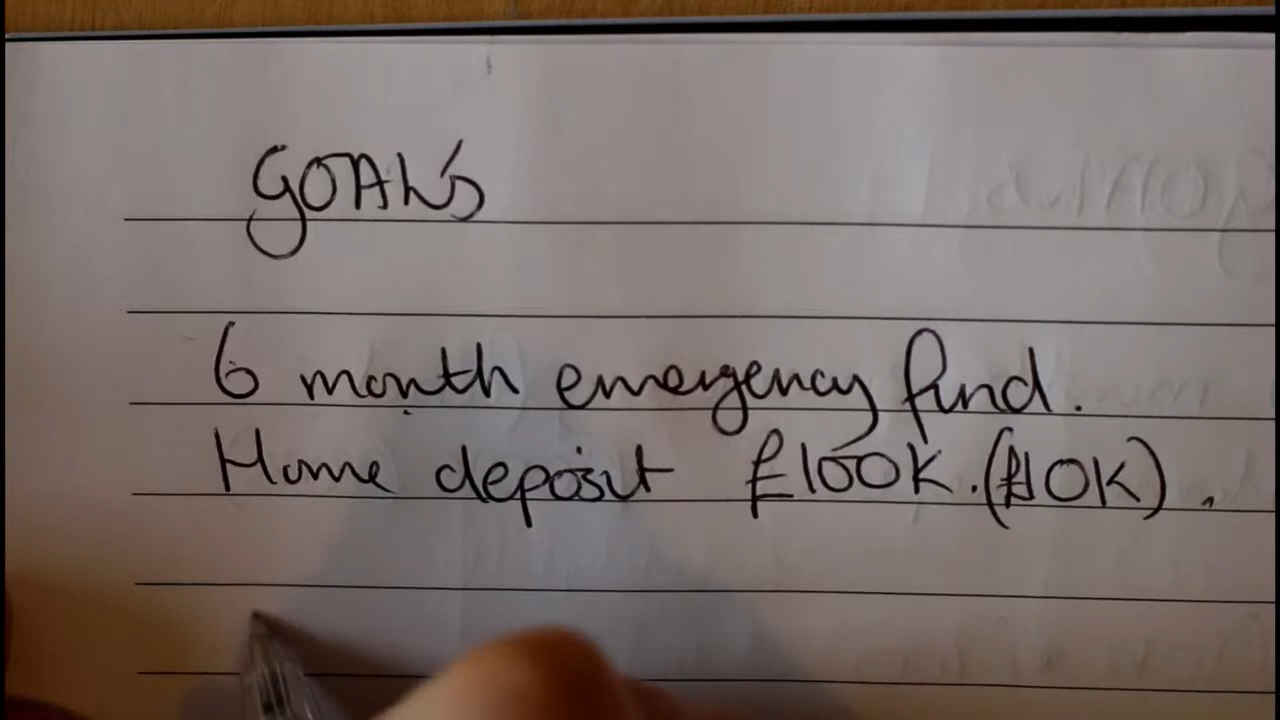 GOALS
6 month emergency fund.
Home deposit £100K. (£10K).